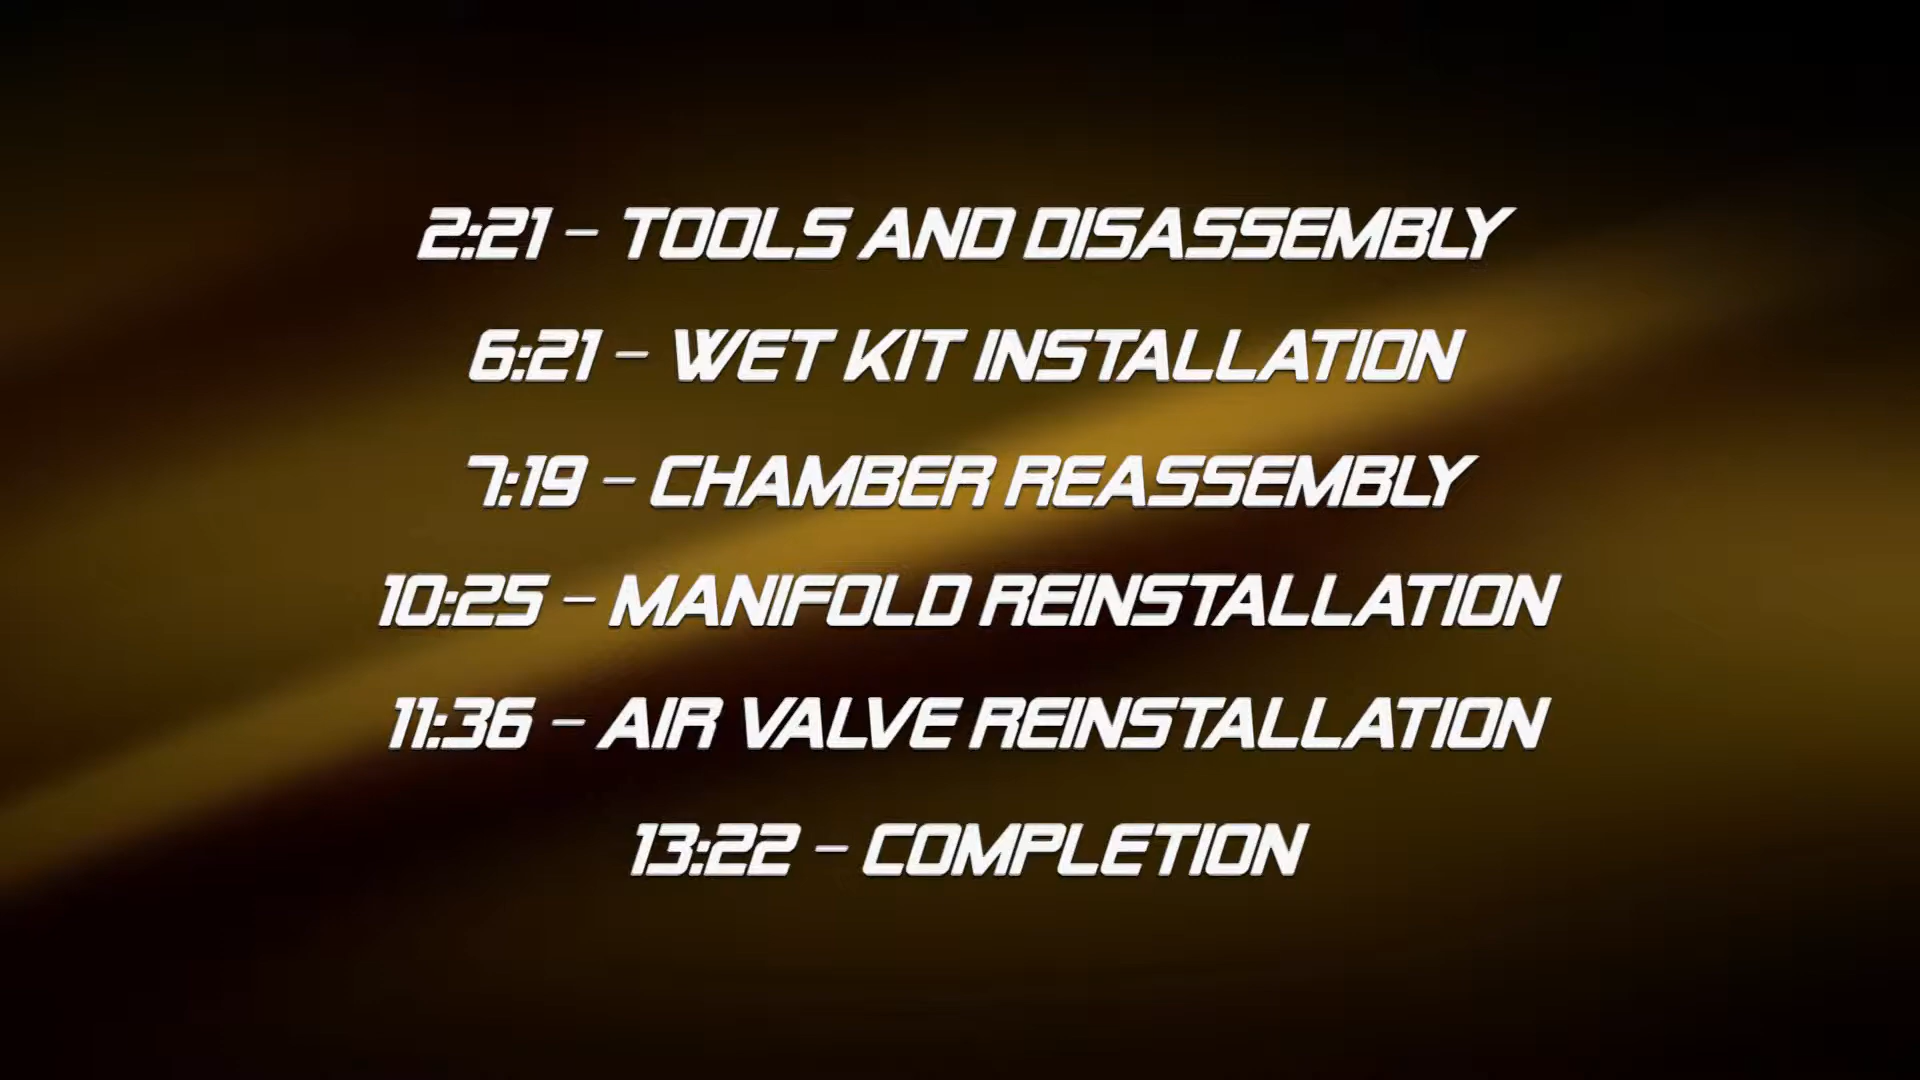 2:21 – TOOLS AND DISASSEMBLY
6:21 – WET KIT INSTALLATION
7:19 – CHAMBER REASSEMBLY
10:25 – MANIFOLD REINSTALLATION
11:36 – AIR VALVE REINSTALLATION
13:22 – COMPLETION